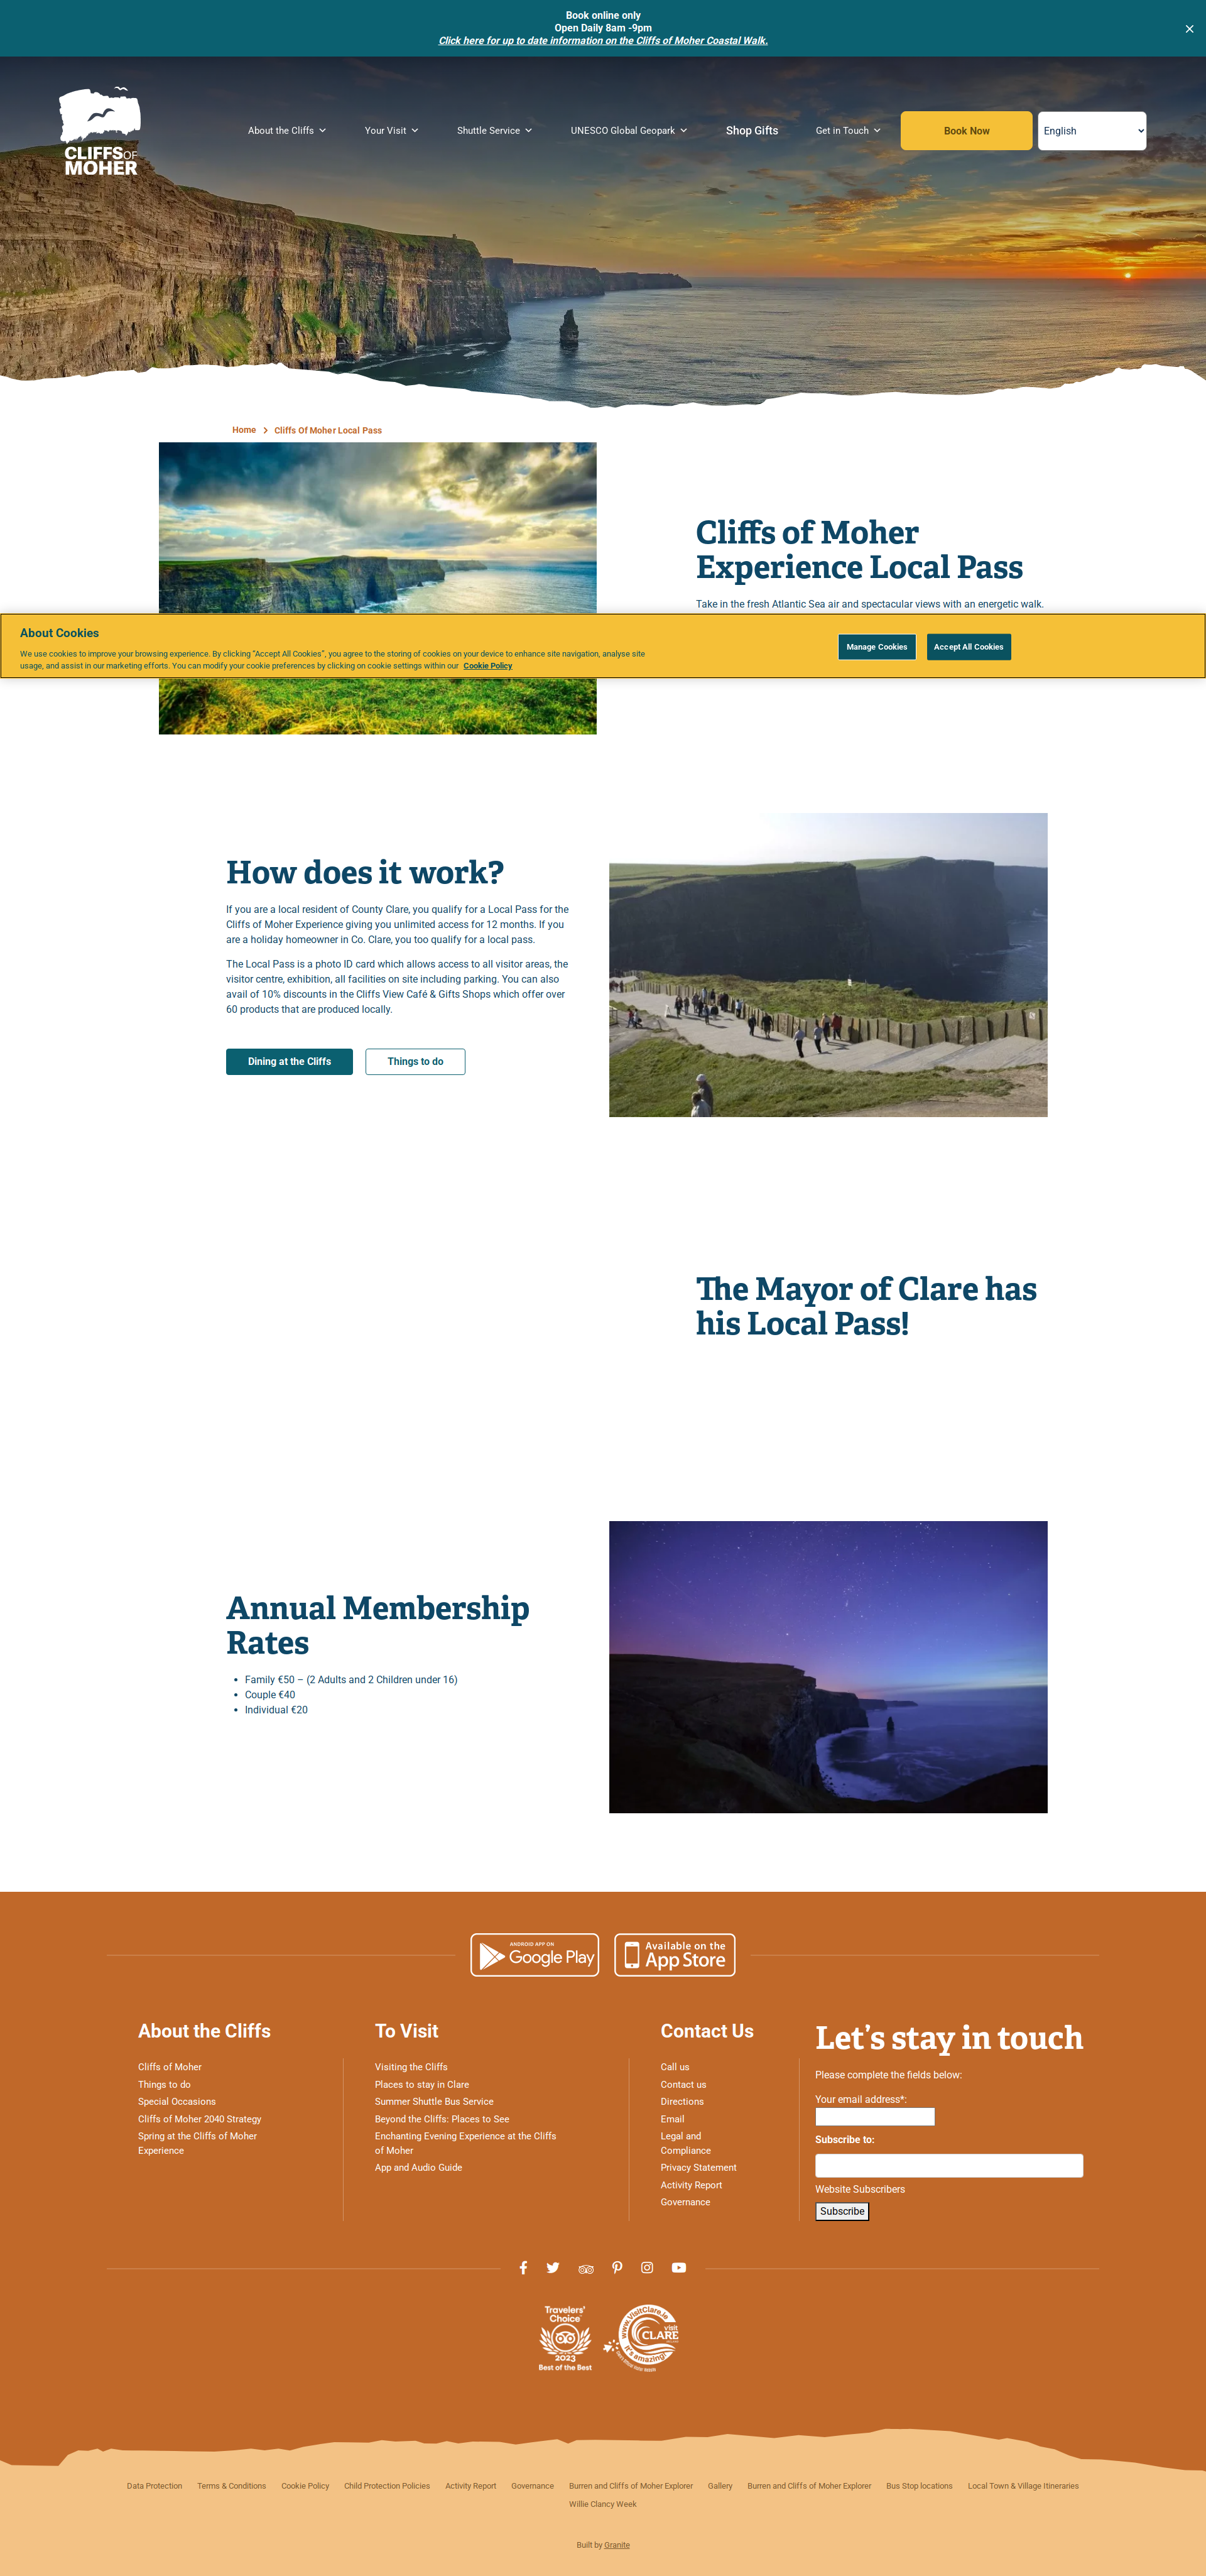 Book online only
Open Daily 8am -9pm
Click here for up to date information on the Cliffs of Moher Coastal Walk.
CLIFFS OF
MOHER
About the Cliffs
Your Visit
Shuttle Service
UNESCO Global Geopark
Shop Gifts
Get in Touch
Book Now
English
Home
Cliffs Of Moher Local Pass
Cliffs of Moher
Experience Local Pass
Take in the fresh Atlantic Sea air and spectacular views with an energetic walk.
About Cookies
We use cookies to improve your browsing experience. By clicking “Accept All Cookies”, you agree to the storing of cookies on your device to enhance site navigation, analyse site
usage, and assist in our marketing efforts. You can modify your cookie preferences by clicking on cookie settings within our Cookie Policy
Manage Cookies
Accept All Cookies
How does it work?
If you are a local resident of County Clare, you qualify for a Local Pass for the
Cliffs of Moher Experience giving you unlimited access for 12 months. If you
are a holiday homeowner in Co. Clare, you too qualify for a local pass.
The Local Pass is a photo ID card which allows access to all visitor areas, the
visitor centre, exhibition, all facilities on site including parking. You can also
avail of 10% discounts in the Cliffs View Café & Gifts Shops which offer over
60 products that are produced locally.
Dining at the Cliffs
Things to do
The Mayor of Clare has
his Local Pass!
Annual Membership
Rates
• Family €50 – (2 Adults and 2 Children under 16)
• Couple €40
• Individual €20
ANDROID APP ON
Google Play
Available on the
App Store
About the Cliffs
Cliffs of Moher
Things to do
Special Occasions
Cliffs of Moher 2040 Strategy
Spring at the Cliffs of Moher
Experience
To Visit
Visiting the Cliffs
Places to stay in Clare
Summer Shuttle Bus Service
Beyond the Cliffs: Places to See
Enchanting Evening Experience at the Cliffs
of Moher
App and Audio Guide
Contact Us
Call us
Contact us
Directions
Email
Legal and
Compliance
Privacy Statement
Activity Report
Governance
Let’s stay in touch
Please complete the fields below:
Your email address*:
Subscribe to:
Website Subscribers
Subscribe
Travelers’
Choice
2023
Best of the Best
www.VisitClare.ie
visit
CLARE
it's amazing!
Data Protection
Terms & Conditions
Cookie Policy
Child Protection Policies
Activity Report
Governance
Burren and Cliffs of Moher Explorer
Gallery
Burren and Cliffs of Moher Explorer
Bus Stop locations
Local Town & Village Itineraries
Willie Clancy Week
Built by Granite